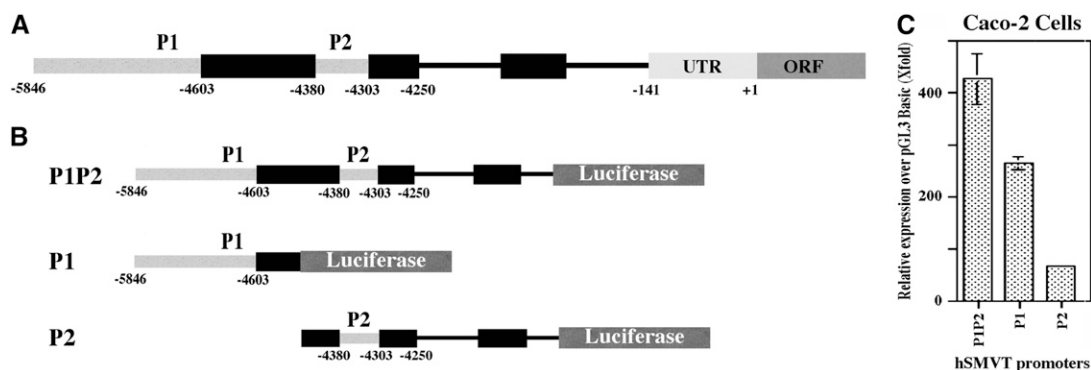 A
P1
P2
UTR
ORF
-5846
-4603
-4380
-4303
-4250
-141
+1
B
P1P2
P1
P2
Luciferase
-5846
-4603
-4380
-4303
-4250
P1
P1
Luciferase
-5846
-4603
P2
P2
Luciferase
-4380
-4303
-4250
C
Caco-2 Cells
Relative expression over pGL3 Basic (Xfold)
400
200
0
P1P2
P1
P2
hSMVT promoters